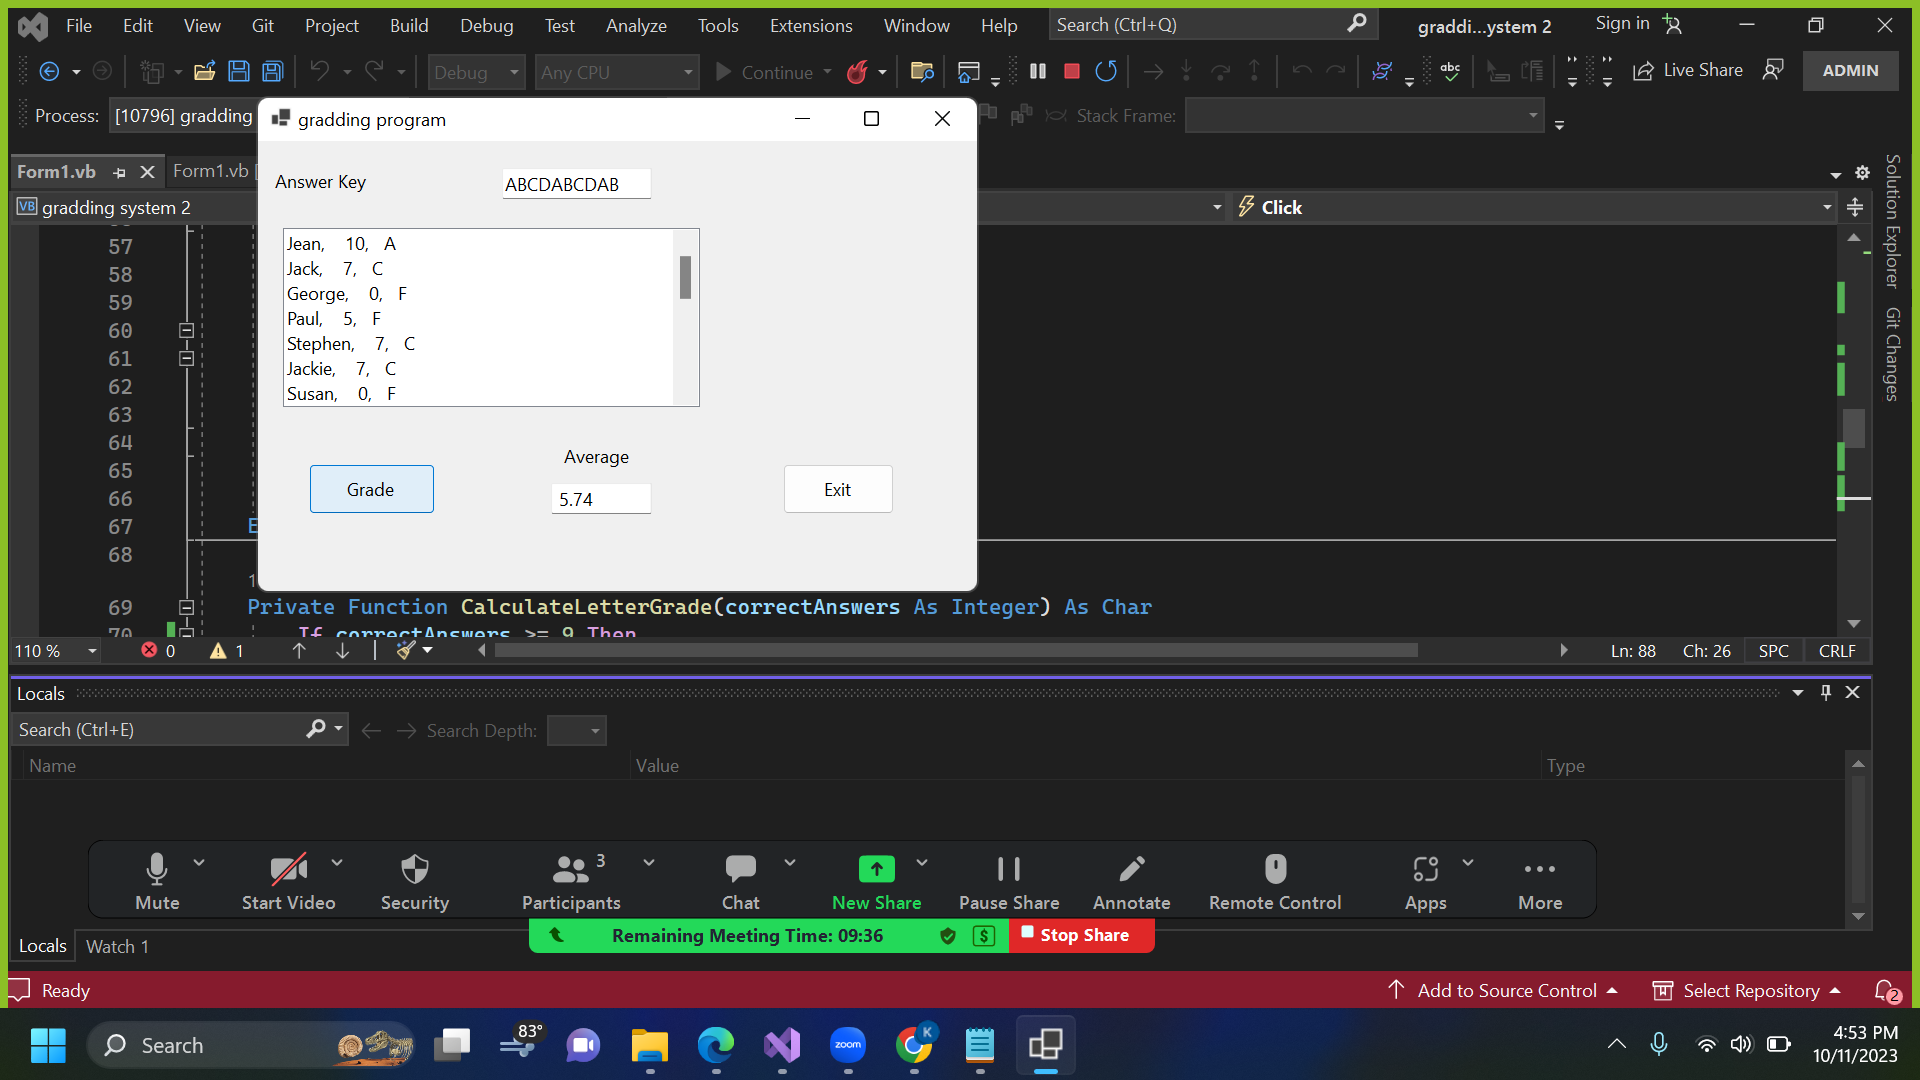 File Edit View Git Project Build Debug Test Analyze Tools Extensions Window Help Search (Ctrl+Q) graddi...ystem 2 Sign in
Debug Any CPU Continue abc Live Share ADMIN
Process: [10796] gradding Stack Frame:
gradding program
Form1.vb Form1.vb
Answer Key ABCDABCDAB
VB gradding system 2 Click
Jean, 10, A
Jack, 7, C
George, 0, F
Paul, 5, F
Stephen, 7, C
Jackie, 7, C
Susan, 0, F
Average
Grade 5.74 Exit
57
58
59
60
61
62
63
64
65
66
67 E
68
69 Private Function CalculateLetterGrade(correctAnswers As Integer) As Char
70 If correctAnswers >= 9 Then
110 % 0 1 Ln: 88 Ch: 26 SPC CRLF
Solution Explorer
Git Changes
Locals
Search (Ctrl+E) Search Depth:
Name Value Type
3
Mute Start Video Security Participants Chat New Share Pause Share Annotate Remote Control Apps More
Remaining Meeting Time: 09:36 $ Stop Share
Locals Watch 1
Ready Add to Source Control Select Repository 2
Search 83° zoom K 4:53 PM
10/11/2023